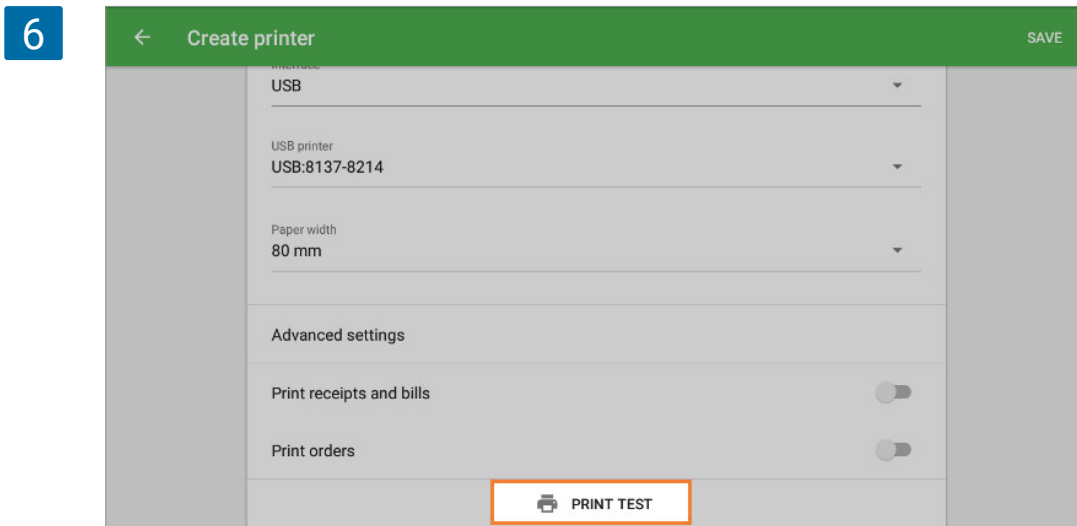 6
Create printer
SAVE
Interface
USB
USB printer
USB:8137-8214
Paper width
80 mm
Advanced settings
Print receipts and bills
Print orders
PRINT TEST